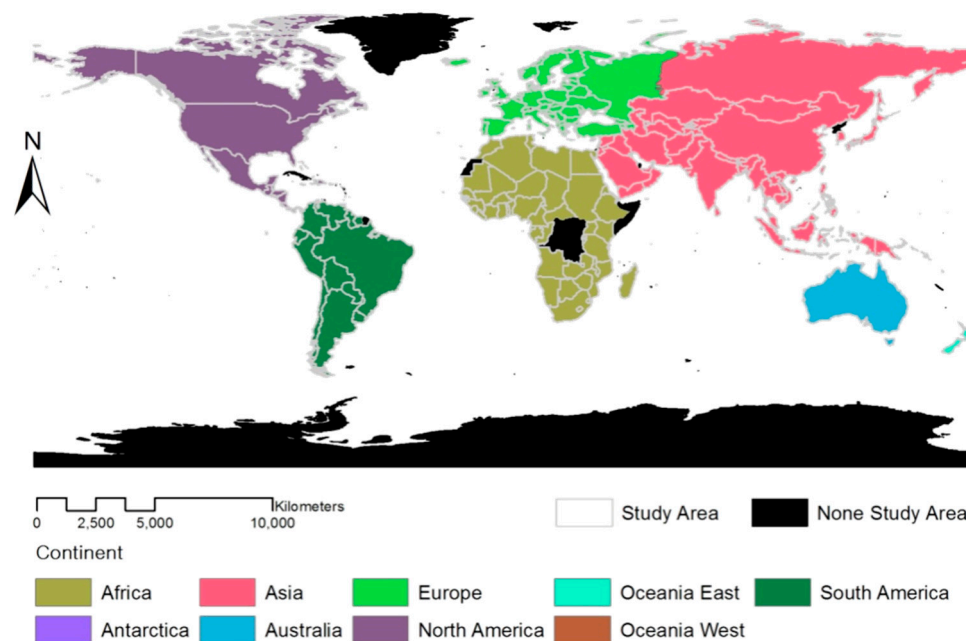 N
Kilometers
0 2,500 5,000 10,000
Study Area None Study Area
Continent
Africa Asia Europe Oceania East South America
Antarctica Australia North America Oceania West